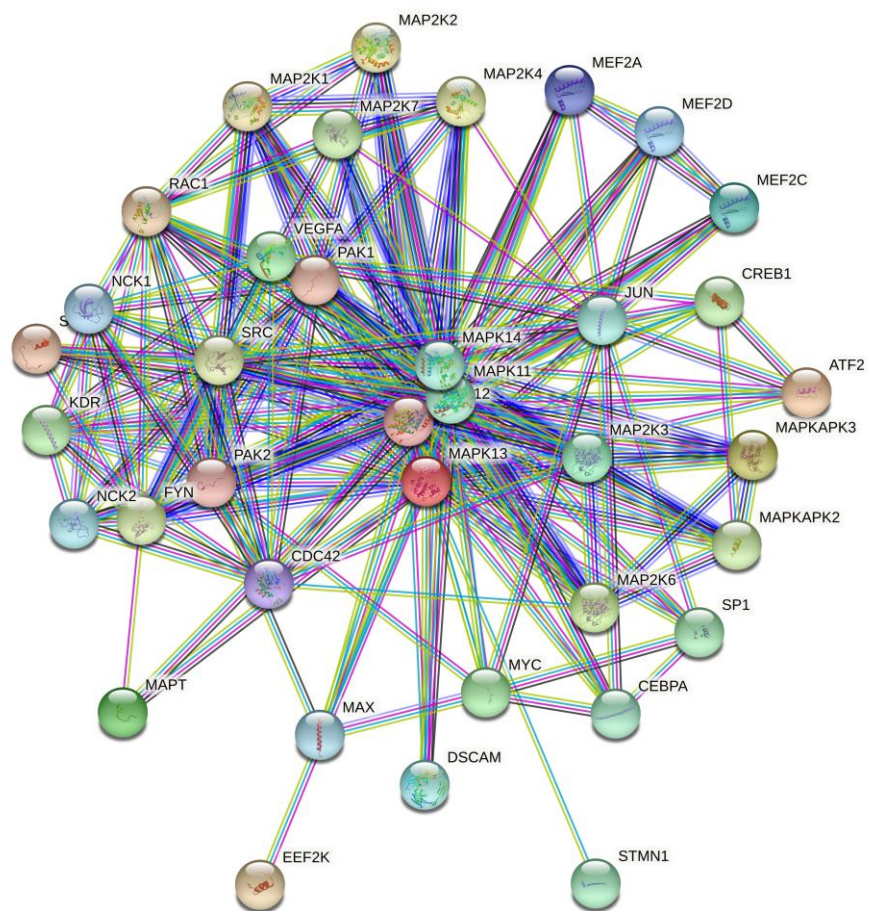 MAP2K2
MAP2K1
MAP2K4
MEF2A
MAP2K7
MEF2D
MEF2C
RAC1
VEGFA
PAK1
NCK1
CREB1
JUN
SRC
MAPK14
ATF2
MAPK11
KDR
12
MAPKAPK3
MAP2K3
PAK2
MAPK13
NCK2
FYN
MAPKAPK2
CDC42
MAP2K6
SP1
MYC
CEBPA
MAPT
MAX
DSCAM
EEF2K
STMN1